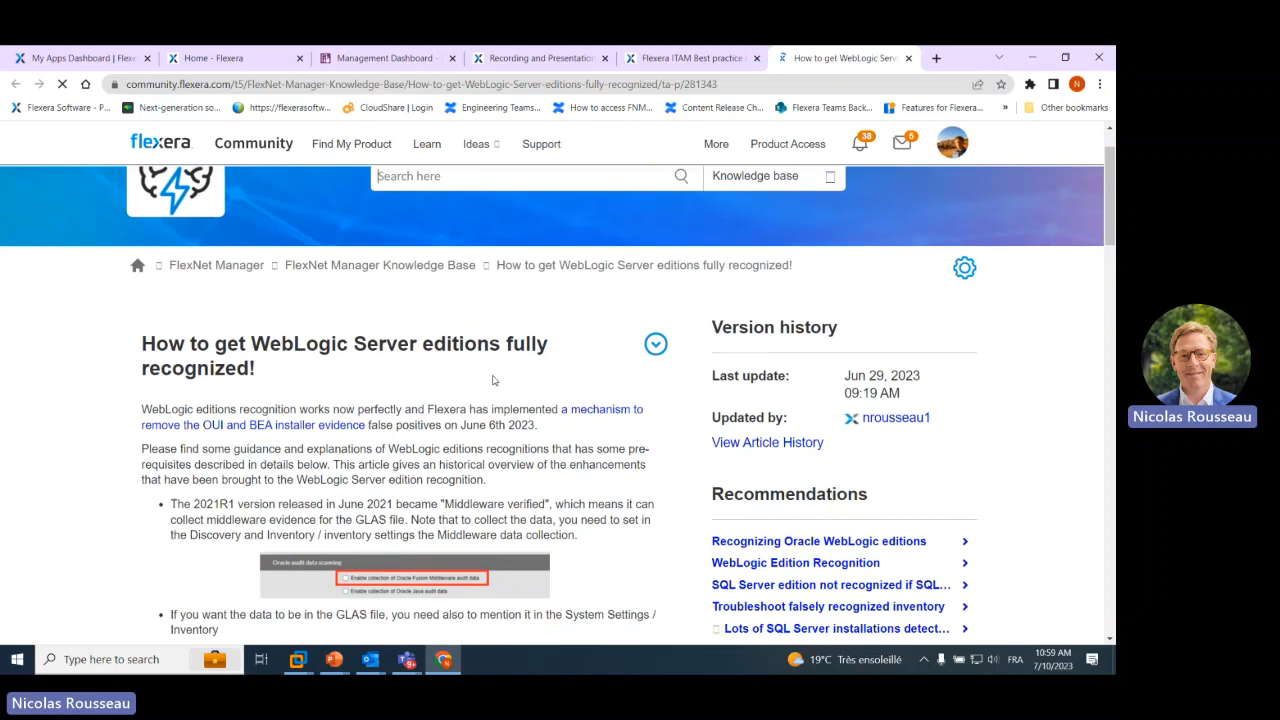 My Apps Dashboard | Flexe
Home - Flexera
Management Dashboard -
Recording and Presentation
Flexera ITAM Best practice
How to get WebLogic Serv
community.flexera.com/t5/FlexNet-Manager-Knowledge-Base/How-to-get-WebLogic-Server-editions-fully-recognized/ta-p/281343
N
Flexera Software - P...
Next-generation so...
https://flexerasoftw...
CloudShare | Login
Engineering Teams...
How to access FNM...
Content Release Ch...
Flexera Teams Back...
Features for Flexera...
»
Other bookmarks
flexera
Community
Find My Product
Learn
Ideas
Support
More
Product Access
38
5
Search here
Knowledge base
FlexNet Manager
FlexNet Manager Knowledge Base
How to get WebLogic Server editions fully recognized!
How to get WebLogic Server editions fully
recognized!
WebLogic editions recognition works now perfectly and Flexera has implemented a mechanism to
remove the OUI and BEA installer evidence false positives on June 6th 2023.
Please find some guidance and explanations of WebLogic editions recognitions that has some pre-
requisites described in details below. This article gives an historical overview of the enhancements
that have been brought to the WebLogic Server edition recognition.
• The 2021R1 version released in June 2021 became "Middleware verified", which means it can
collect middleware evidence for the GLAS file. Note that to collect the data, you need to set in
the Discovery and Inventory / inventory settings the Middleware data collection.
Oracle audit data scanning
Enable collection of Oracle Fusion Middleware audit data
Enable collection of Oracle Java audit data
• If you want the data to be in the GLAS file, you need also to mention it in the System Settings /
Inventory
Version history
Last update:
Jun 29, 2023
09:19 AM
Updated by:
nrousseau1
View Article History
Recommendations
Recognizing Oracle WebLogic editions
WebLogic Edition Recognition
SQL Server edition not recognized if SQL...
Troubleshoot falsely recognized inventory
Lots of SQL Server installations detect...
Nicolas Rousseau
Type here to search
19°C Très ensoleillé
FRA
10:59 AM
7/10/2023
Nicolas Rousseau